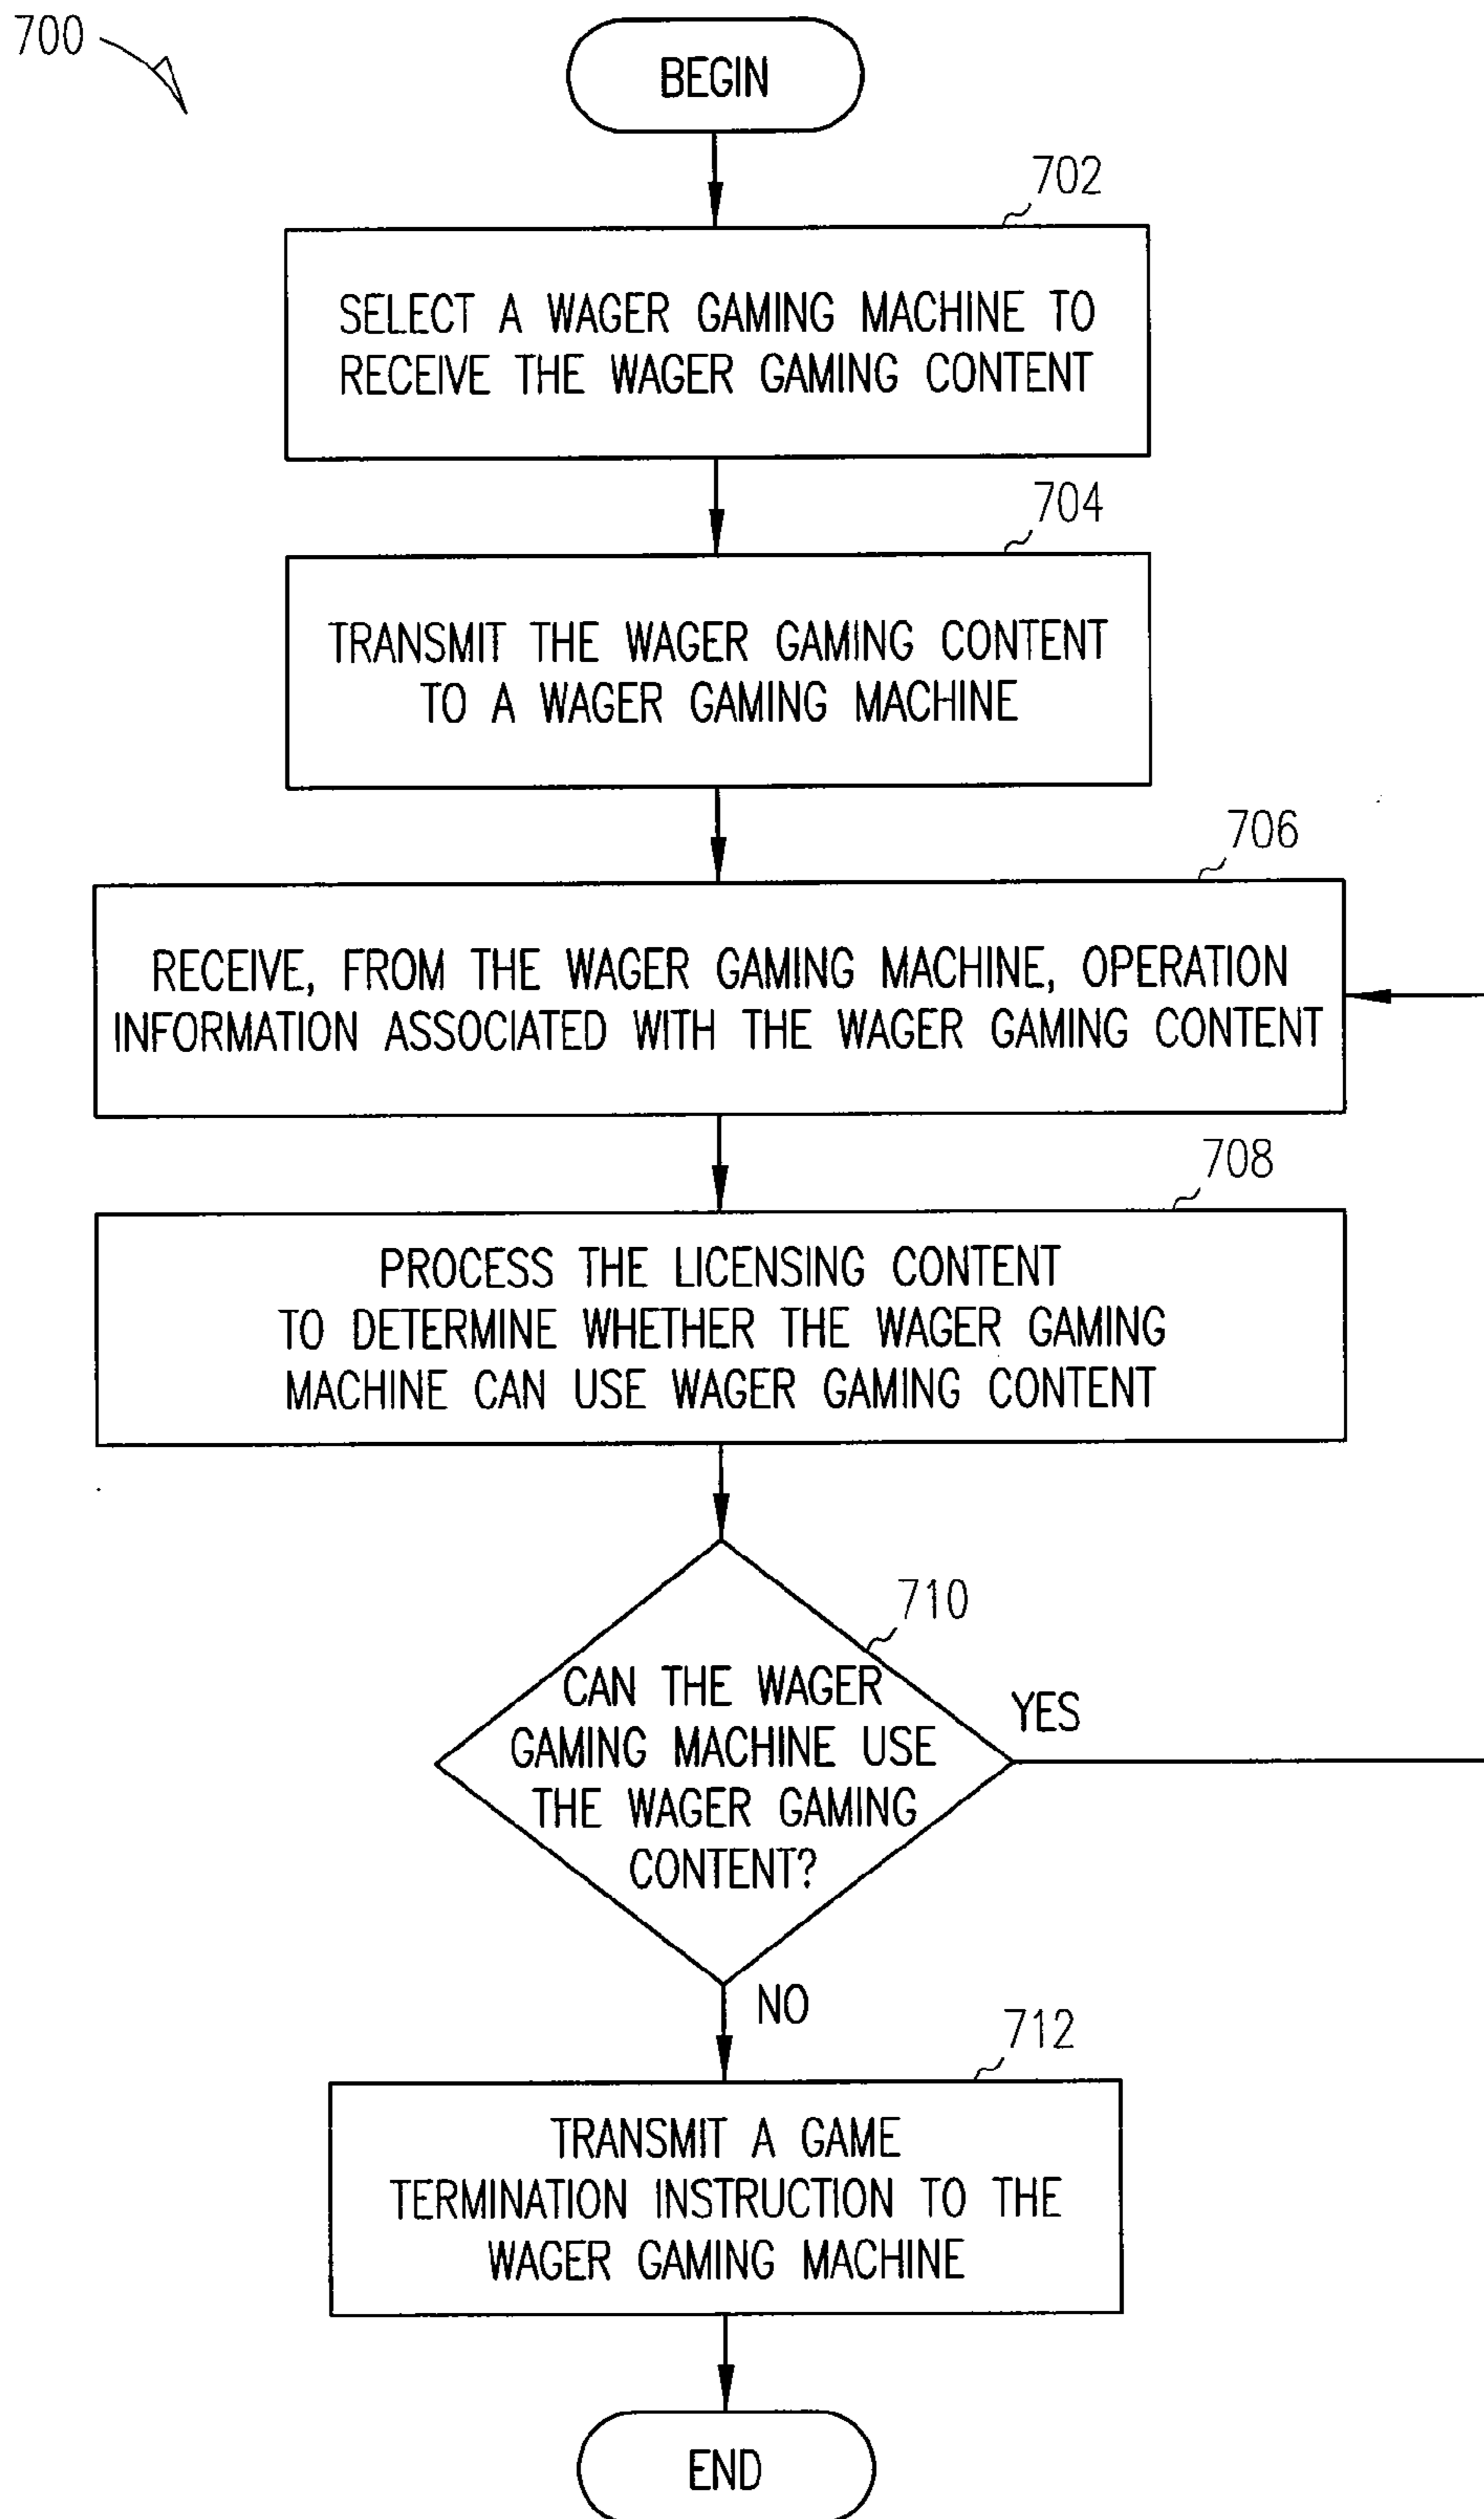 700
BEGIN
702
SELECT A WAGER GAMING MACHINE TO
RECEIVE THE WAGER GAMING CONTENT
704
TRANSMIT THE WAGER GAMING CONTENT
TO A WAGER GAMING MACHINE
706
RECEIVE, FROM THE WAGER GAMING MACHINE, OPERATION
INFORMATION ASSOCIATED WITH THE WAGER GAMING CONTENT
708
PROCESS THE LICENSING CONTENT
TO DETERMINE WHETHER THE WAGER GAMING
MACHINE CAN USE WAGER GAMING CONTENT
710
CAN THE WAGER
GAMING MACHINE USE
THE WAGER GAMING
CONTENT?
YES
NO
712
TRANSMIT A GAME
TERMINATION INSTRUCTION TO THE
WAGER GAMING MACHINE
END